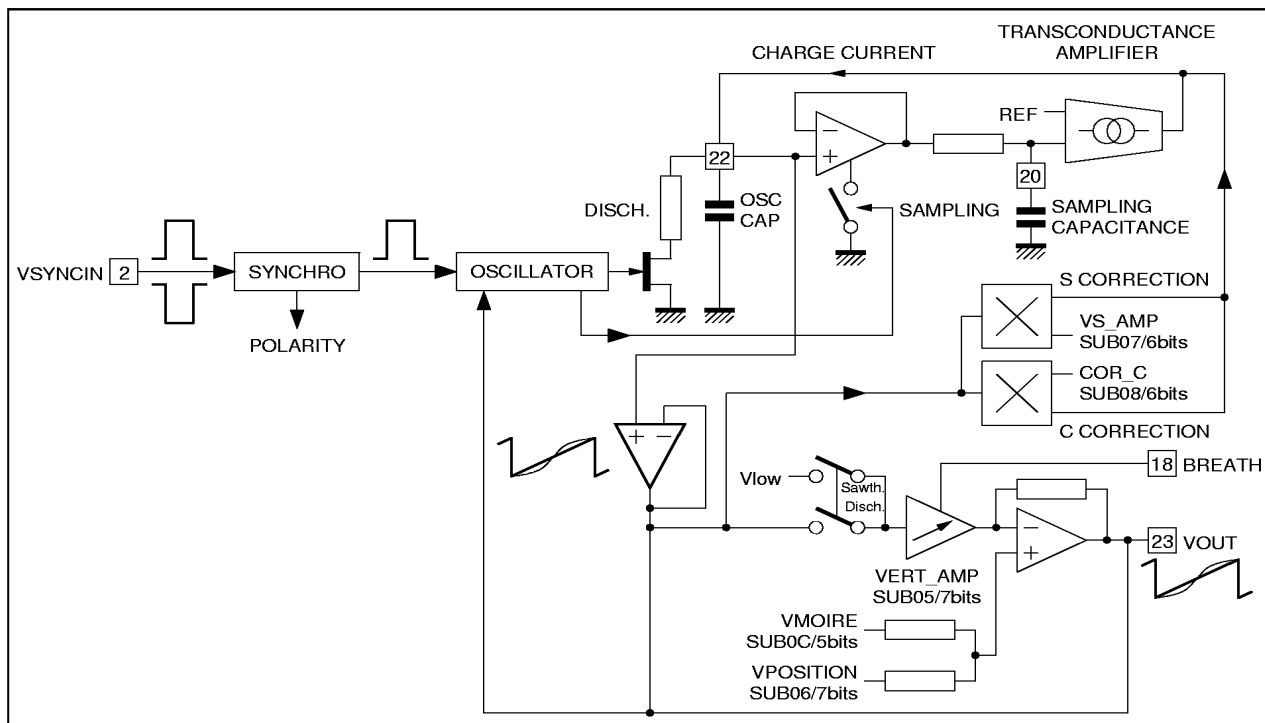 TRANSCONDUCTANCE
AMPLIFIER
CHARGE CURRENT
REF
22
20
DISCH.
OSC
CAP
SAMPLING
SAMPLING
CAPACITANCE
VSYNCIN
2
SYNCHRO
OSCILLATOR
POLARITY
S CORRECTION
VS_AMP
SUB07/6bits
COR_C
SUB08/6bits
C CORRECTION
+ −
Vlow
Sawth.
Disch.
18
BREATH
23
VOUT
VERT_AMP
SUB05/7bits
VMOIRE
SUB0C/5bits
VPOSITION
SUB06/7bits